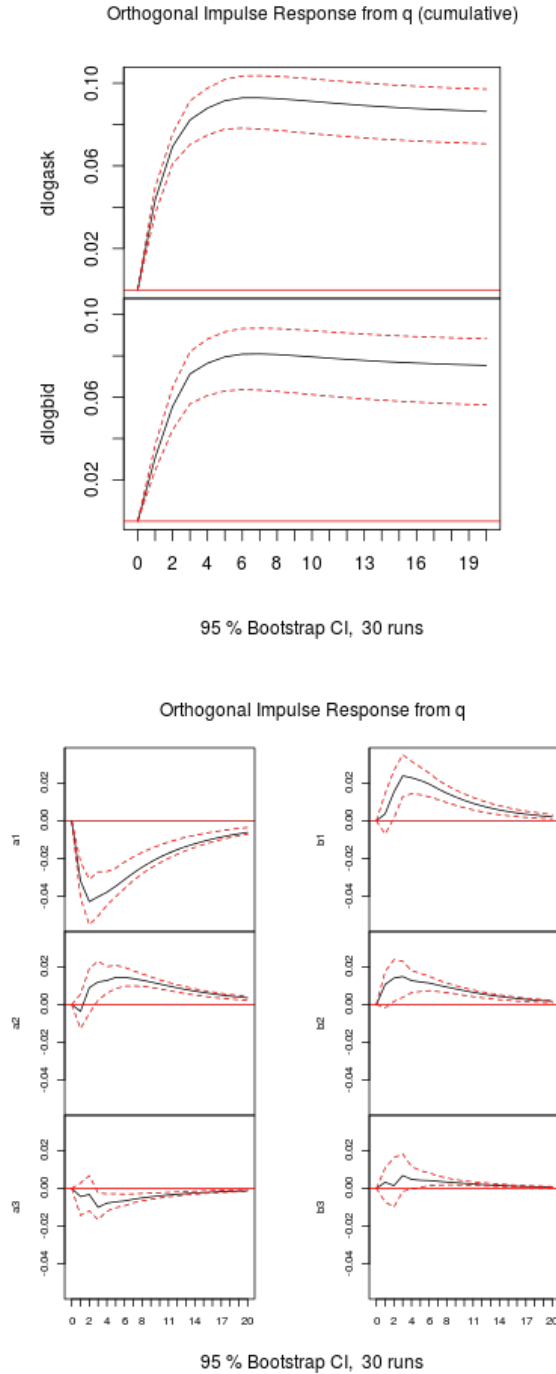 Orthogonal Impulse Response from q (cumulative)
dlogask
0.02 0.06 0.10
dlogbid
0.02 0.06 0.10
0 2 4 6 8 10 13 16 19
95 % Bootstrap CI, 30 runs
Orthogonal Impulse Response from q
a1
-0.04 -0.02 0.00 0.02
b1
-0.04 -0.02 0.00 0.02
a2
-0.04 -0.02 0.00 0.02
b2
-0.04 -0.02 0.00 0.02
a3
-0.04 -0.02 0.00 0.02
b3
-0.04 -0.02 0.00 0.02
0 2 4 6 8 11 14 17 20
0 2 4 6 8 11 14 17 20
95 % Bootstrap CI, 30 runs